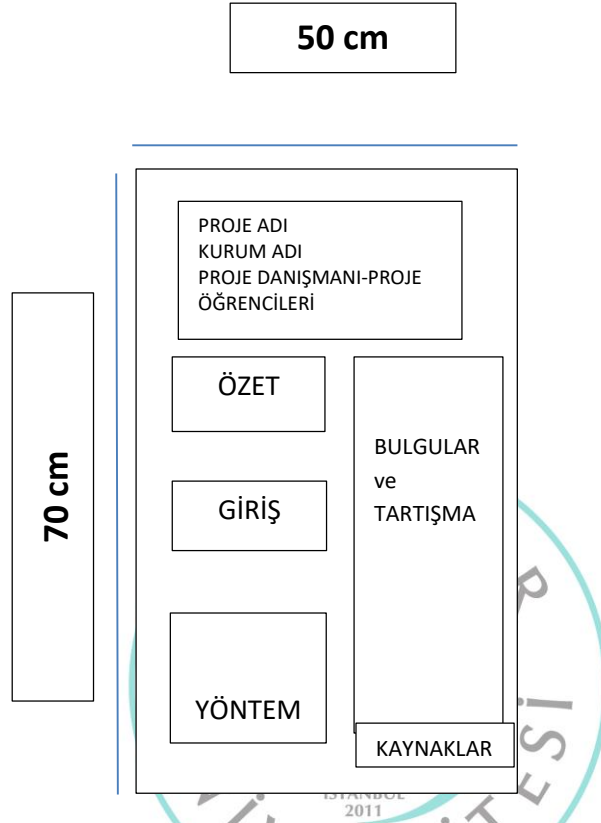 50 cm
70 cm
PROJE ADI
KURUM ADI
PROJE DANIŞMANI-PROJE
ÖĞRENCİLERİ
ÖZET
GİRİŞ
YÖNTEM
BULGULAR
ve
TARTIŞMA
KAYNAKLAR
İSTANBUL
2011